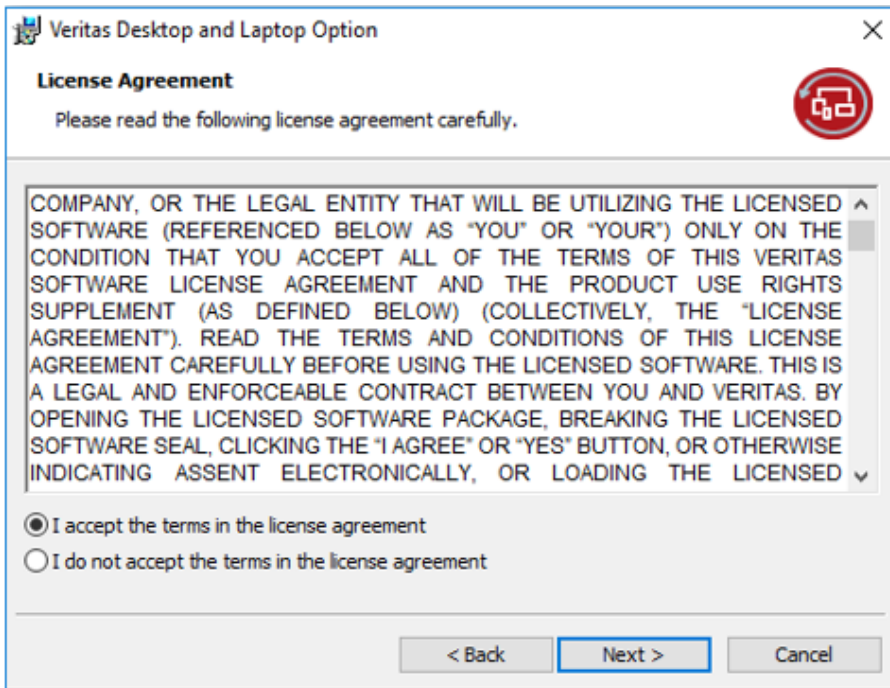 Veritas Desktop and Laptop Option
License Agreement
Please read the following license agreement carefully.
COMPANY, OR THE LEGAL ENTITY THAT WILL BE UTILIZING THE LICENSED
SOFTWARE (REFERENCED BELOW AS “YOU” OR “YOUR”) ONLY ON THE
CONDITION THAT YOU ACCEPT ALL OF THE TERMS OF THIS VERITAS
SOFTWARE LICENSE AGREEMENT AND THE PRODUCT USE RIGHTS
SUPPLEMENT (AS DEFINED BELOW) (COLLECTIVELY, THE “LICENSE
AGREEMENT”). READ THE TERMS AND CONDITIONS OF THIS LICENSE
AGREEMENT CAREFULLY BEFORE USING THE LICENSED SOFTWARE. THIS IS
A LEGAL AND ENFORCEABLE CONTRACT BETWEEN YOU AND VERITAS. BY
OPENING THE LICENSED SOFTWARE PACKAGE, BREAKING THE LICENSED
SOFTWARE SEAL, CLICKING THE “I AGREE” OR “YES” BUTTON, OR OTHERWISE
INDICATING ASSENT ELECTRONICALLY, OR LOADING THE LICENSED
I accept the terms in the license agreement
I do not accept the terms in the license agreement
< Back Next > Cancel